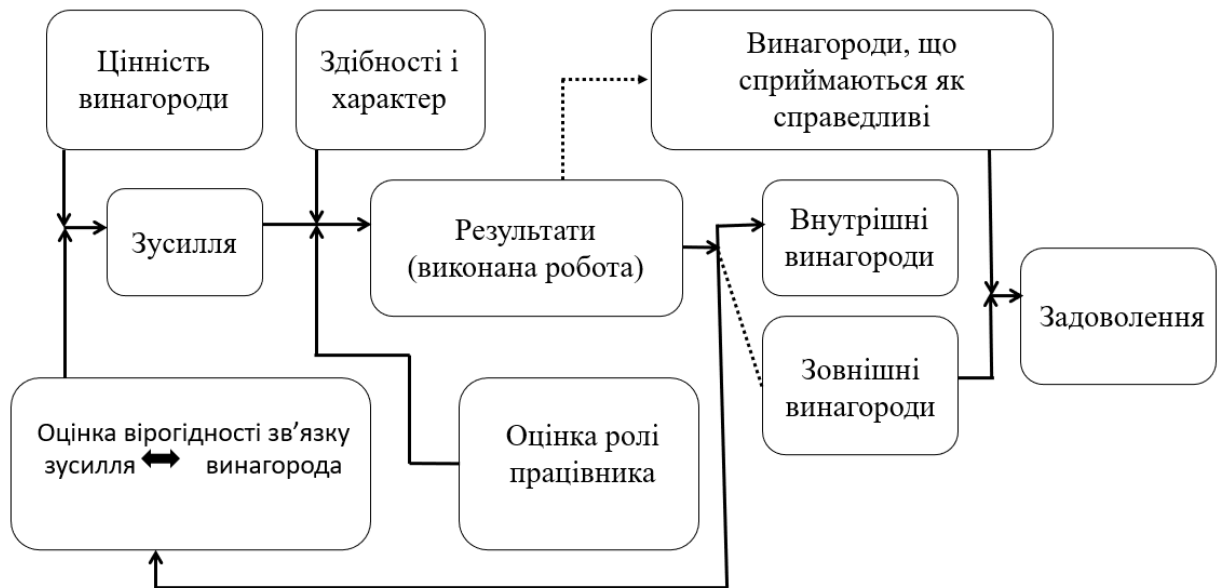 Цінність
винагороди
Здібності і
характер
Винагороди, що
сприймаються як
справедливі
Зусилля
Результати
(виконана робота)
Внутрішні
винагороди
Зовнішні
винагороди
Задоволення
Оцінка вірогідності зв’язку
зусилля винагорода
Оцінка ролі
працівника